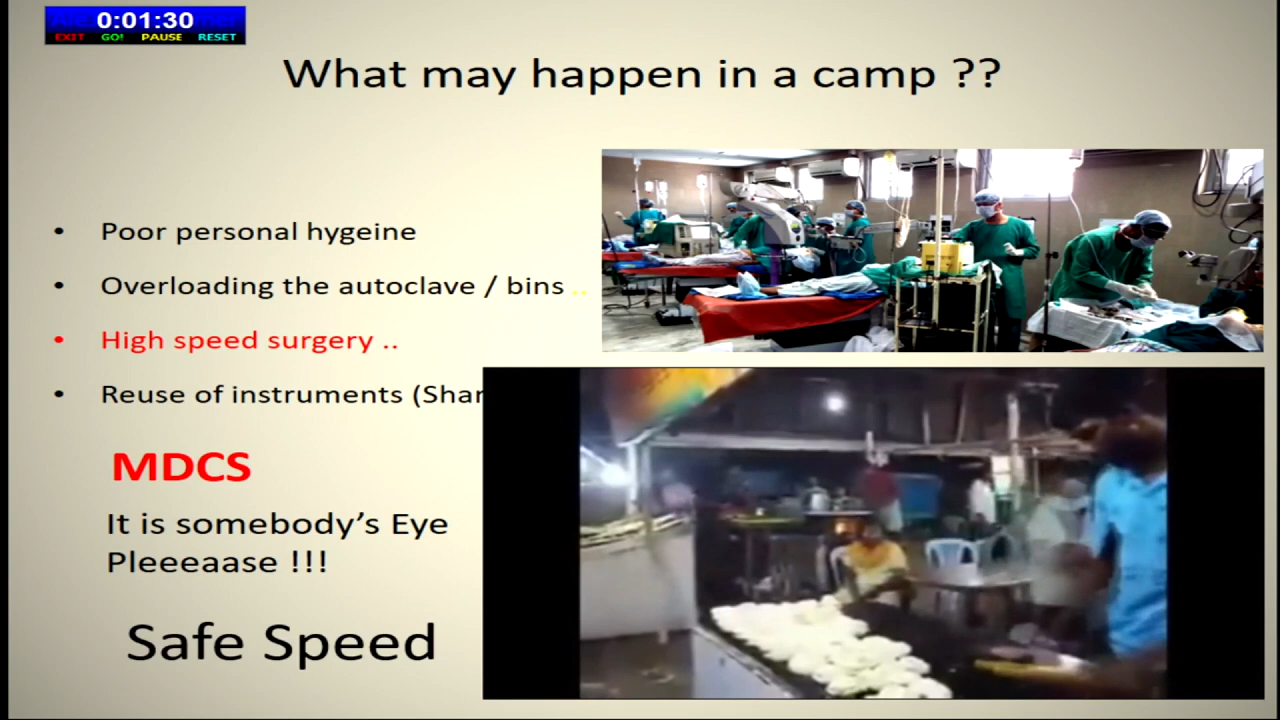 0:01:30
EXIT GO! PAUSE RESET
What may happen in a camp ??
• Poor personal hygeine
• Overloading the autoclave / bins ..
• High speed surgery ..
• Reuse of instruments (Shar
MDCS
It is somebody’s Eye
Pleeeaase !!!
Safe Speed